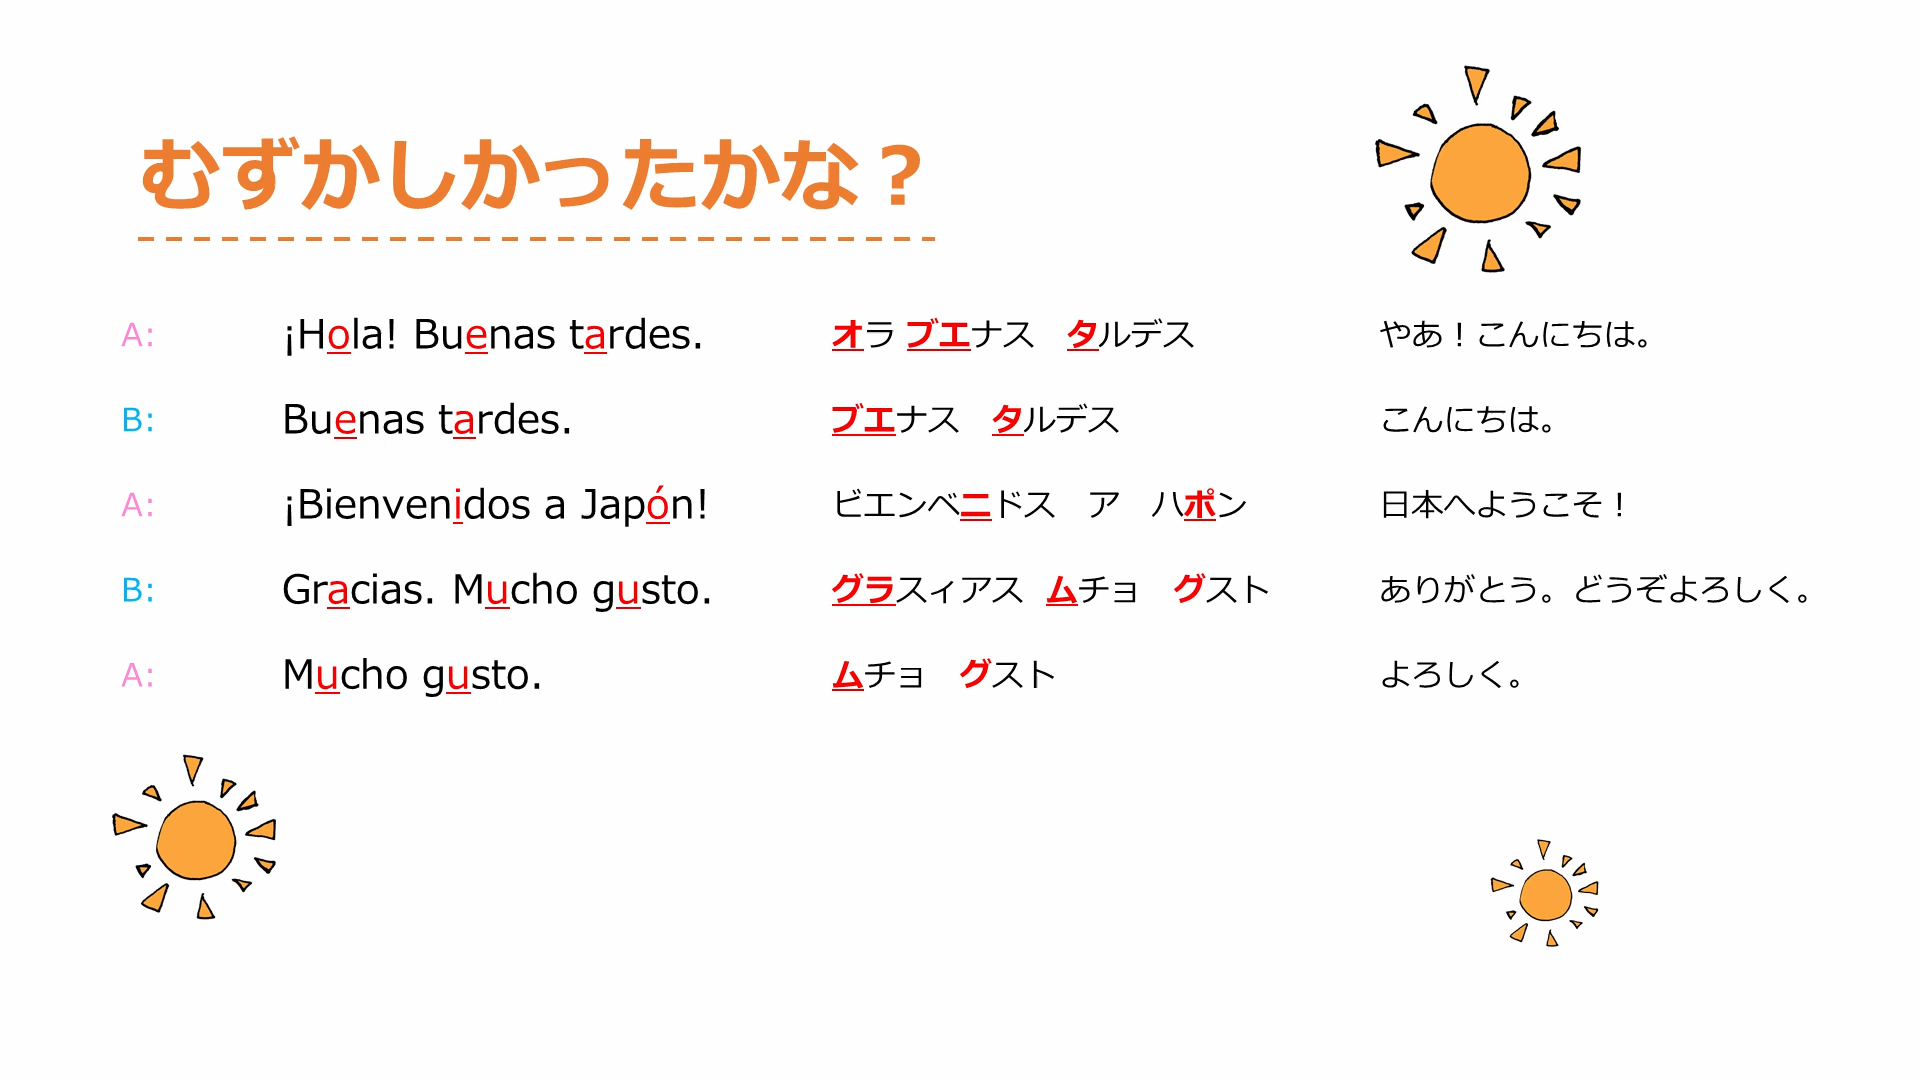 むずかしかったかな？
A: ¡Hola! Buenas tardes. オラ ブエナス　タルデス やあ！こんにちは。
B: Buenas tardes. ブエナス　タルデス こんにちは。
A: ¡Bienvenidos a Japón! ビエンベニドス　ア　ハポン 日本へようこそ！
B: Gracias. Mucho gusto. グラスィアス ムチョ　グスト ありがとう。どうぞよろしく。
A: Mucho gusto. ムチョ　グスト よろしく。